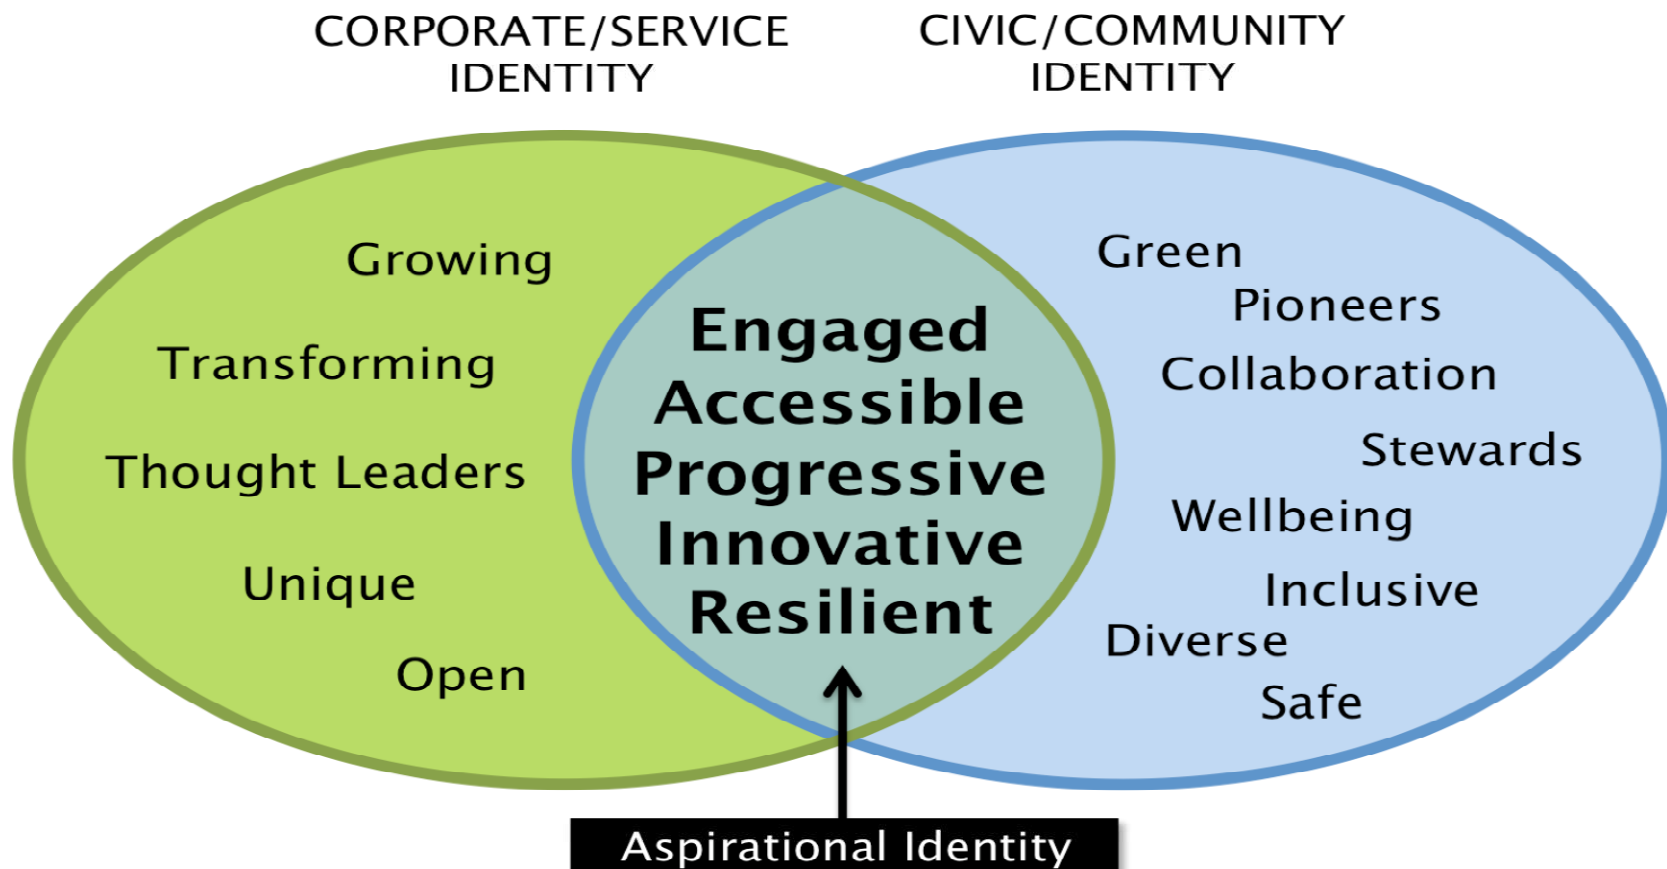 CORPORATE/SERVICE
IDENTITY
CIVIC/COMMUNITY
IDENTITY
Growing
Transforming
Thought Leaders
Unique
Open
Engaged
Accessible
Progressive
Innovative
Resilient
Green
Pioneers
Collaboration
Stewards
Wellbeing
Inclusive
Diverse
Safe
Aspirational Identity